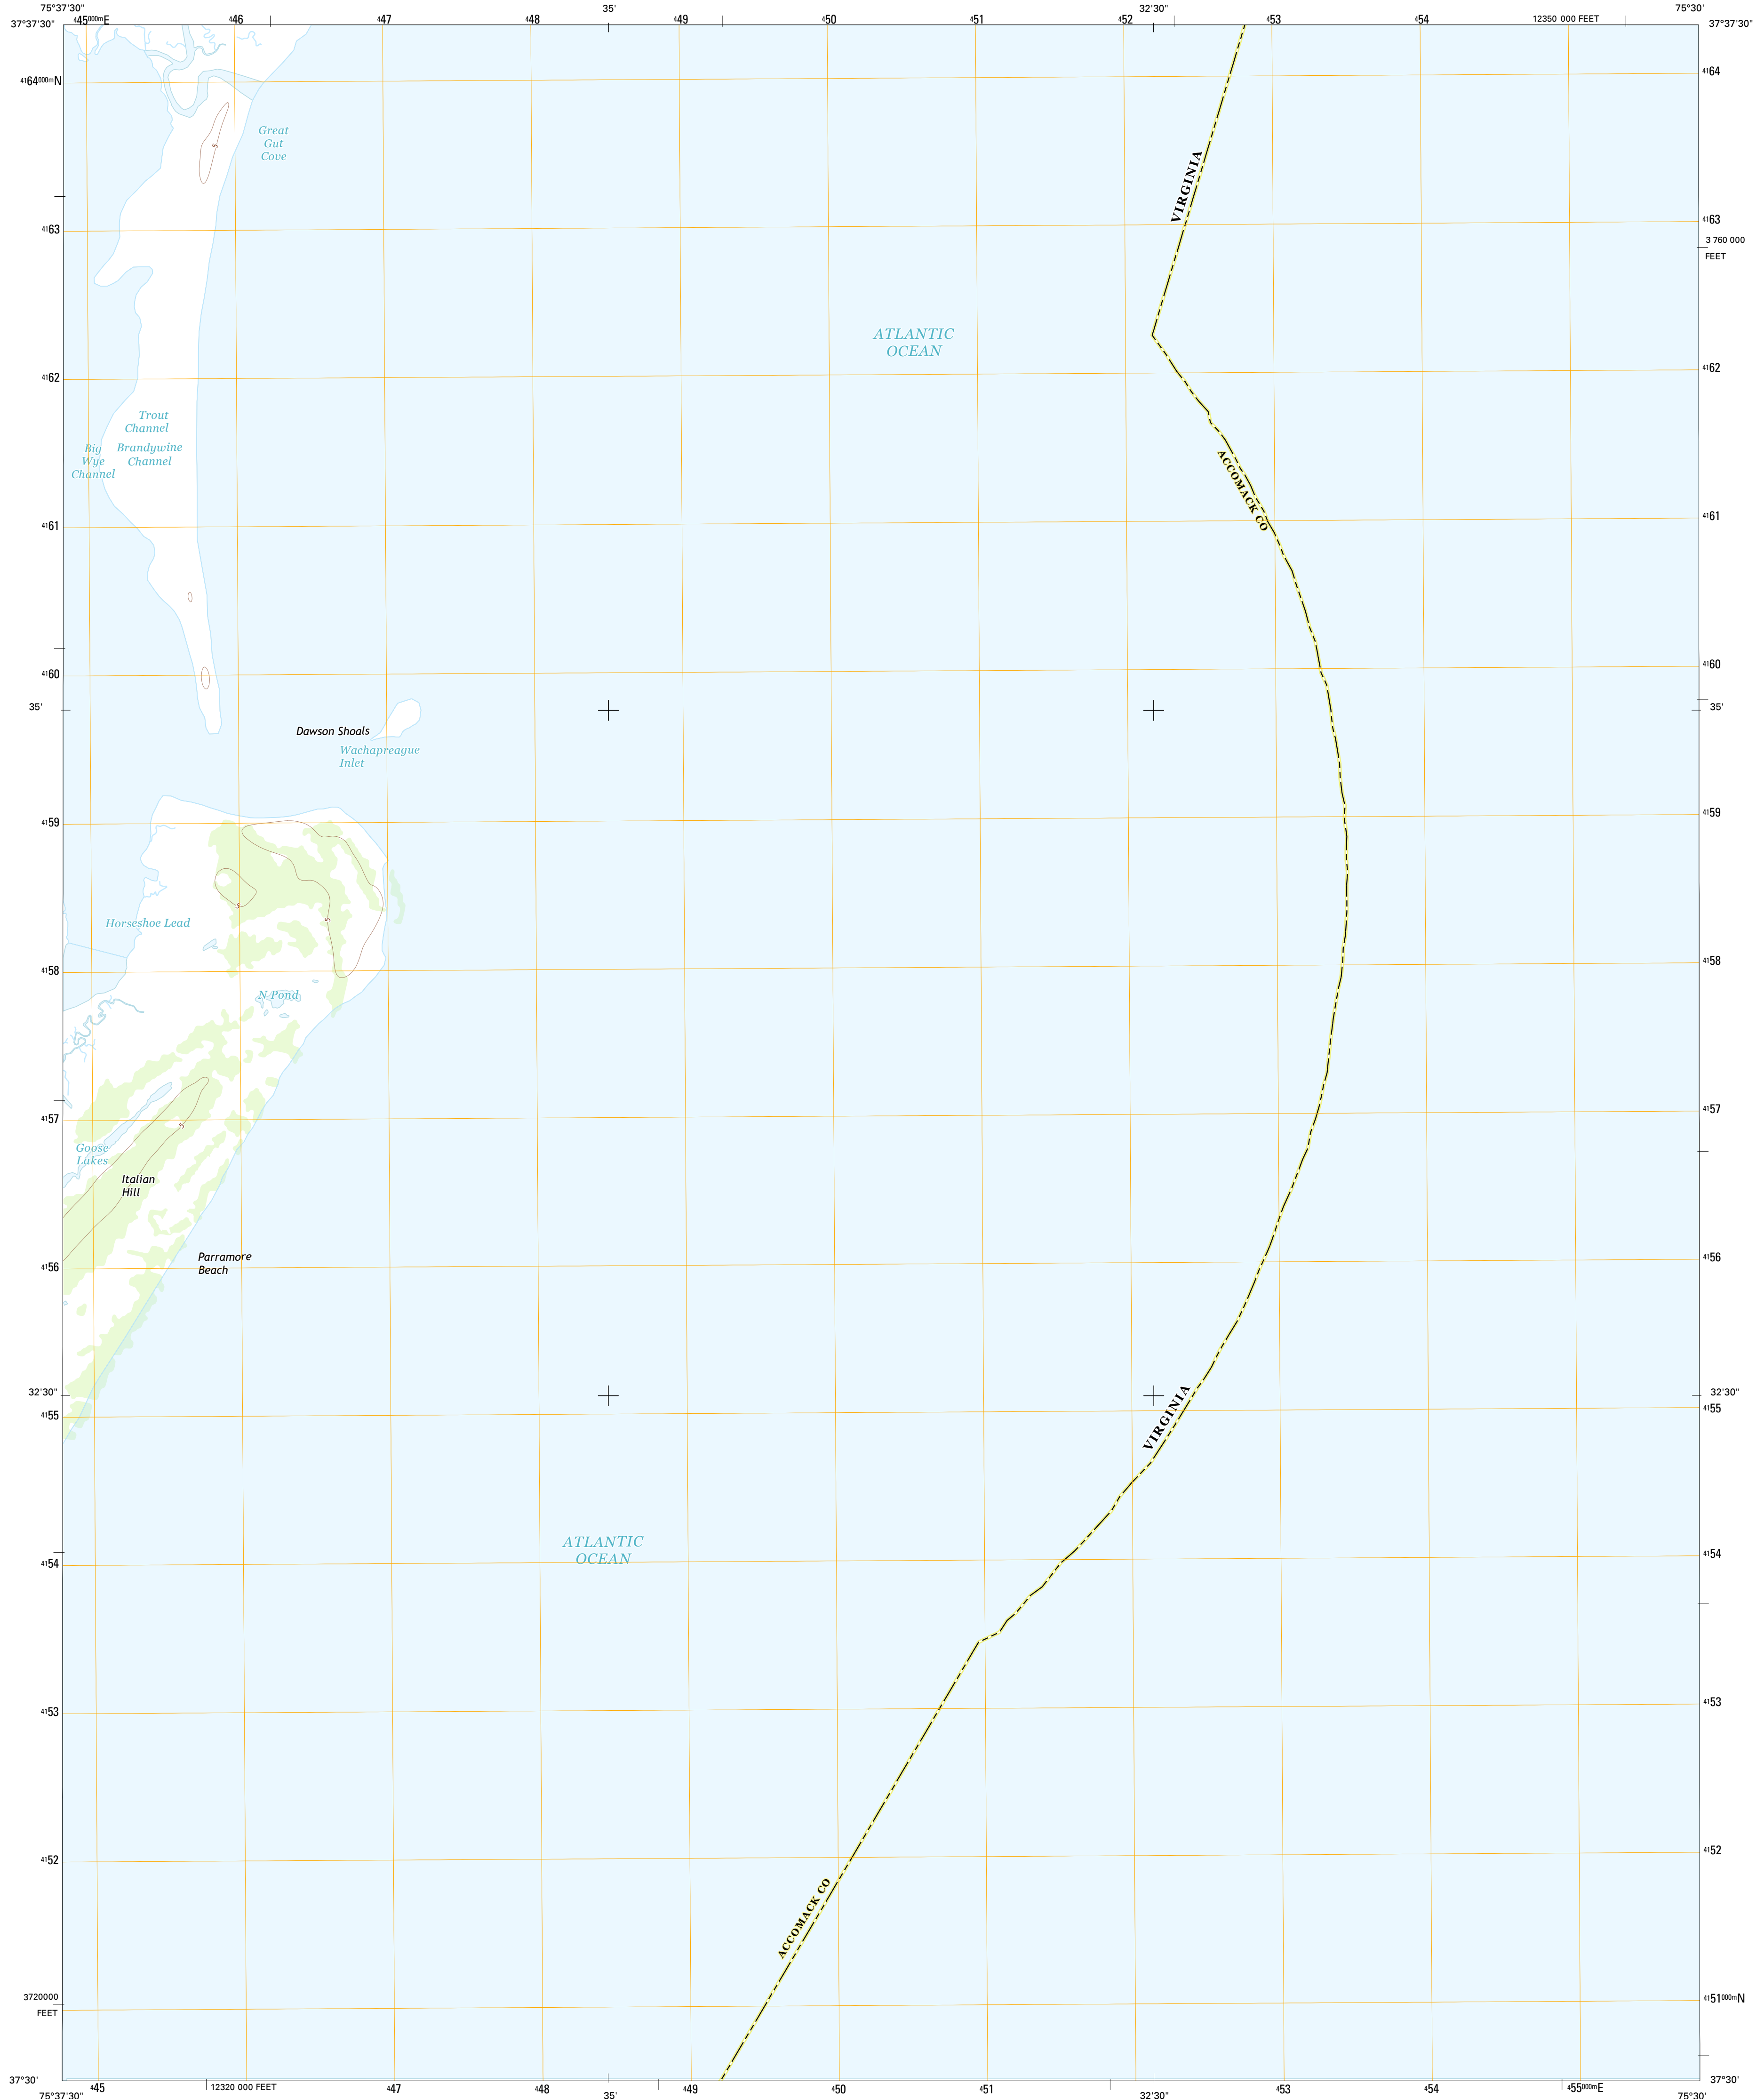 75°37'30"
⁴45⁰⁰⁰ᵐE
⁴46
⁴47
⁴48
35'
⁴49
⁴50
⁴51
⁴52
32'30"
⁴53
⁴54
12350 000 FEET
75°30'
37°37'30"
37°37'30"
⁴¹64⁰⁰⁰ᵐN
⁴¹64
Great
Gut
Cove
5
VIRGINIA
⁴¹63
⁴¹63
3 760 000
FEET
ATLANTIC
OCEAN
⁴¹62
⁴¹62
Trout
Channel
Big
Wye
Channel
Brandywine
Channel
ACCOMACK CO
⁴¹61
⁴¹61
⁴¹60
⁴¹60
35'
35'
Dawson Shoals
Wachapreague
Inlet
⁴¹59
⁴¹59
5
5
Horseshoe Lead
⁴¹58
⁴¹58
N Pond
⁴¹57
⁴¹57
5
Goose
Lakes
Italian
Hill
Parramore
Beach
⁴¹56
⁴¹56
32'30"
32'30"
VIRGINIA
⁴¹55
⁴¹55
ATLANTIC
OCEAN
⁴¹54
⁴¹54
⁴¹53
⁴¹53
⁴¹52
⁴¹52
ACCOMACK CO
3720000
FEET
⁴¹51⁰⁰⁰ᵐN
37°30'
37°30'
75°37'30"
⁴45
12320 000 FEET
⁴47
⁴48
35'
⁴49
⁴50
⁴51
32'30"
⁴53
⁴54
⁴55⁰⁰⁰ᵐE
75°30'